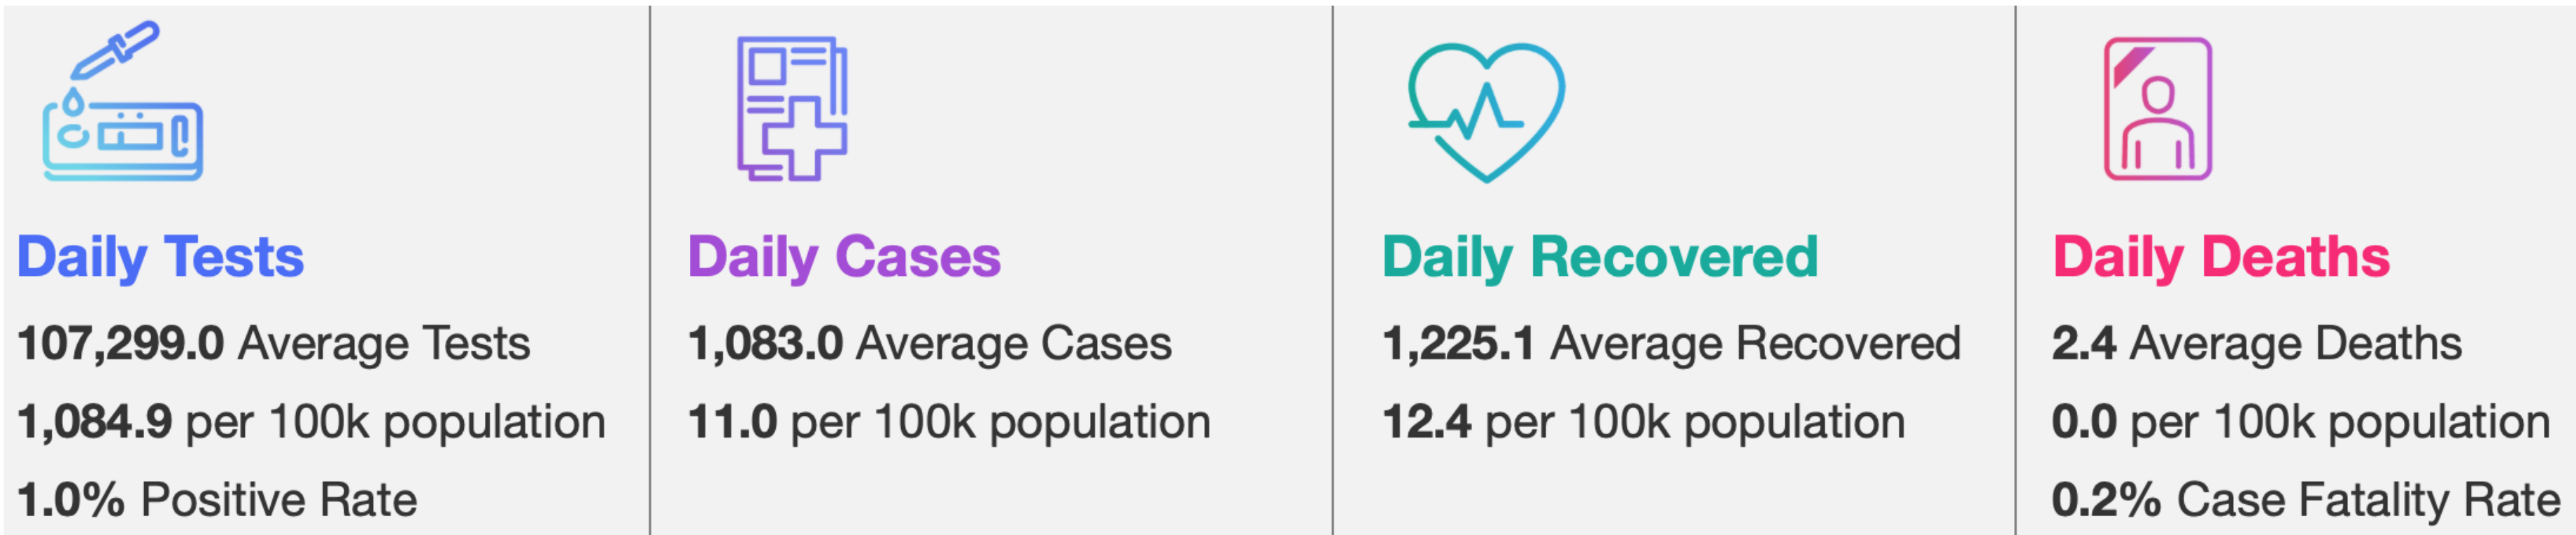 Daily Tests
107,299.0 Average Tests
1,084.9 per 100k population
1.0% Positive Rate
Daily Cases
1,083.0 Average Cases
11.0 per 100k population
Daily Recovered
1,225.1 Average Recovered
12.4 per 100k population
Daily Deaths
2.4 Average Deaths
0.0 per 100k population
0.2% Case Fatality Rate